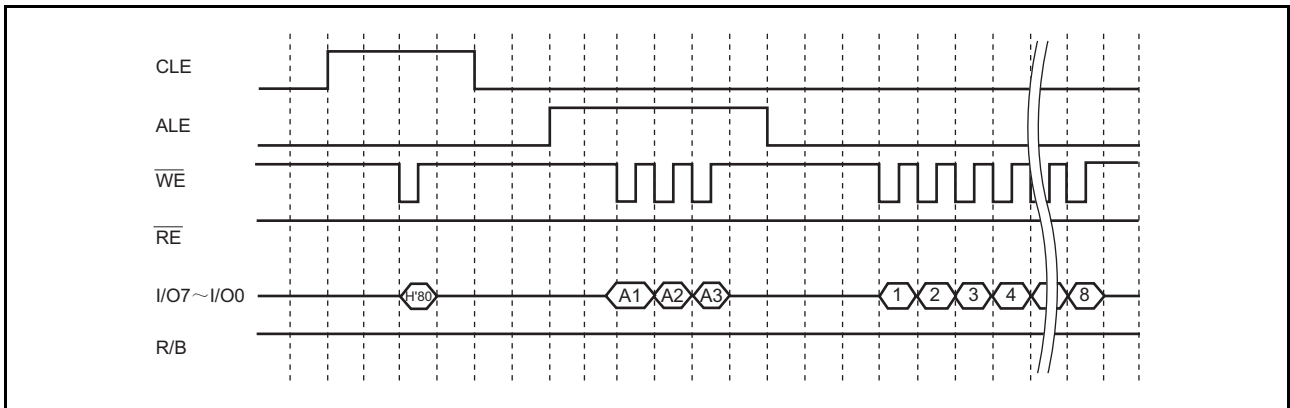 CLE
ALE
WE
RE
I/O7～I/O0 H'80 A1 A2 A3 1 2 3 4 8
R/B